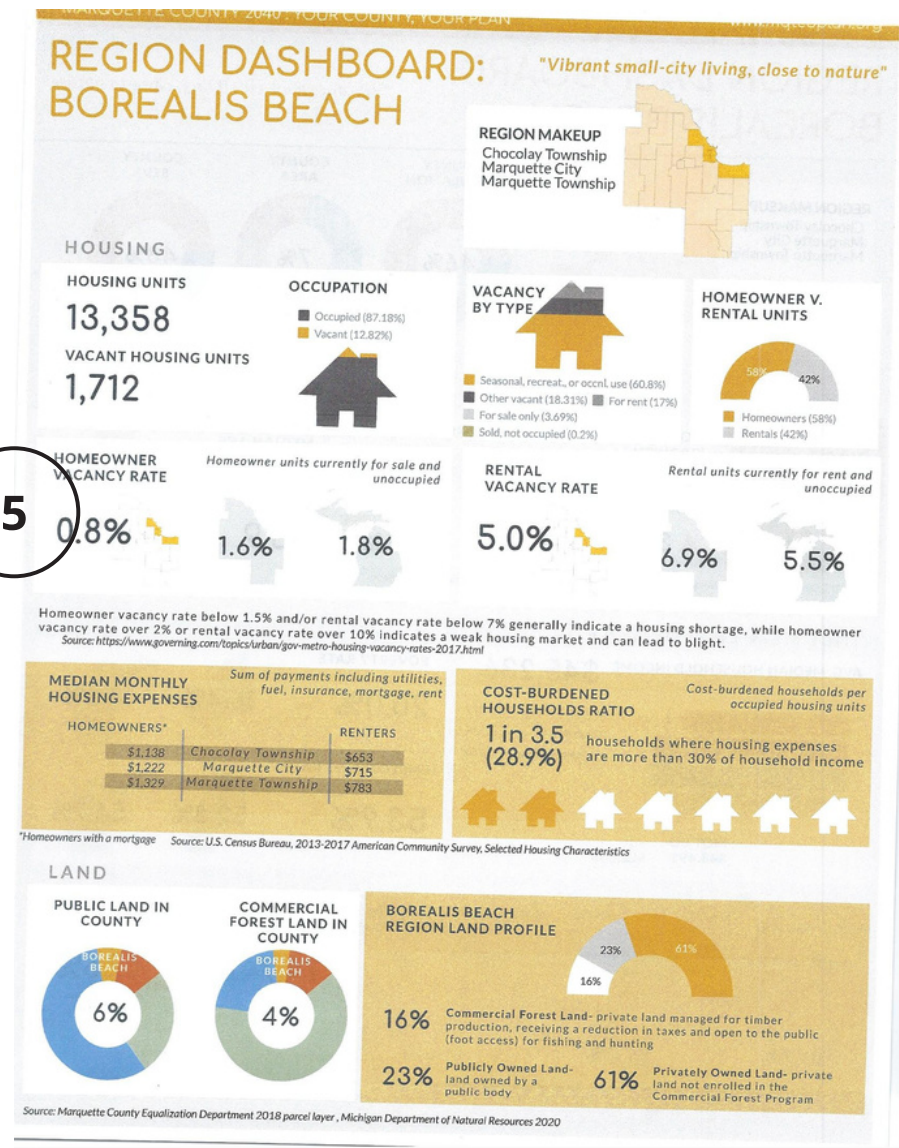 MARQUETTE COUNTY 2040 : YOUR COUNTY, YOUR PLAN
REGION DASHBOARD:
BOREALIS BEACH
"Vibrant small-city living, close to nature"
REGION MAKEUP
Chocolay Township
Marquette City
Marquette Township
HOUSING
HOUSING UNITS
13,358
VACANT HOUSING UNITS
1,712
OCCUPATION
Occupied (87.18%)
Vacant (12.82%)
VACANCY
BY TYPE
Seasonal, recreat., or occnl. use (60.8%)
Other vacant (18.31%) For rent (17%)
For sale only (3.69%)
Sold, not occupied (0.2%)
HOMEOWNER V.
RENTAL UNITS
58%
42%
Homeowners (58%)
Rentals (42%)
5
HOMEOWNER
VACANCY RATE
Homeowner units currently for sale and
unoccupied
0.8%
1.6%
1.8%
RENTAL
VACANCY RATE
Rental units currently for rent and
unoccupied
5.0%
6.9%
5.5%
Homeowner vacancy rate below 1.5% and/or rental vacancy rate below 7% generally indicate a housing shortage, while homeowner
vacancy rate over 2% or rental vacancy rate over 10% indicates a weak housing market and can lead to blight.
Source: https://www.governing.com/topics/urban/gov-metro-housing-vacancy-rates-2017.html
MEDIAN MONTHLY
HOUSING EXPENSES
Sum of payments including utilities,
fuel, insurance, mortgage. rent
HOMEOWNERS* RENTERS
$1,138 Chocolay Township $653
$1,222 Marquette City $715
$1,329 Marquette Township $783
COST-BURDENED
HOUSEHOLDS RATIO
Cost-burdened households per
occupied housing units
1 in 3.5
(28.9%)
households where housing expenses
are more than 30% of household income
*Homeowners with a mortgage Source: U.S. Census Bureau, 2013-2017 American Community Survey, Selected Housing Characteristics
LAND
PUBLIC LAND IN
COUNTY
BOREALIS
BEACH
6%
COMMERCIAL
FOREST LAND IN
COUNTY
BOREALIS
BEACH
4%
BOREALIS BEACH
REGION LAND PROFILE
16%
23%
61%
16% Commercial Forest Land- private land managed for timber
production, receiving a reduction in taxes and open to the public
(foot access) for fishing and hunting
23% Publicly Owned Land-
land owned by a
public body
61% Privately Owned Land- private
land not enrolled in the
Commercial Forest Program
Source: Marquette County Equalization Department 2018 parcel layer , Michigan Department of Natural Resources 2020